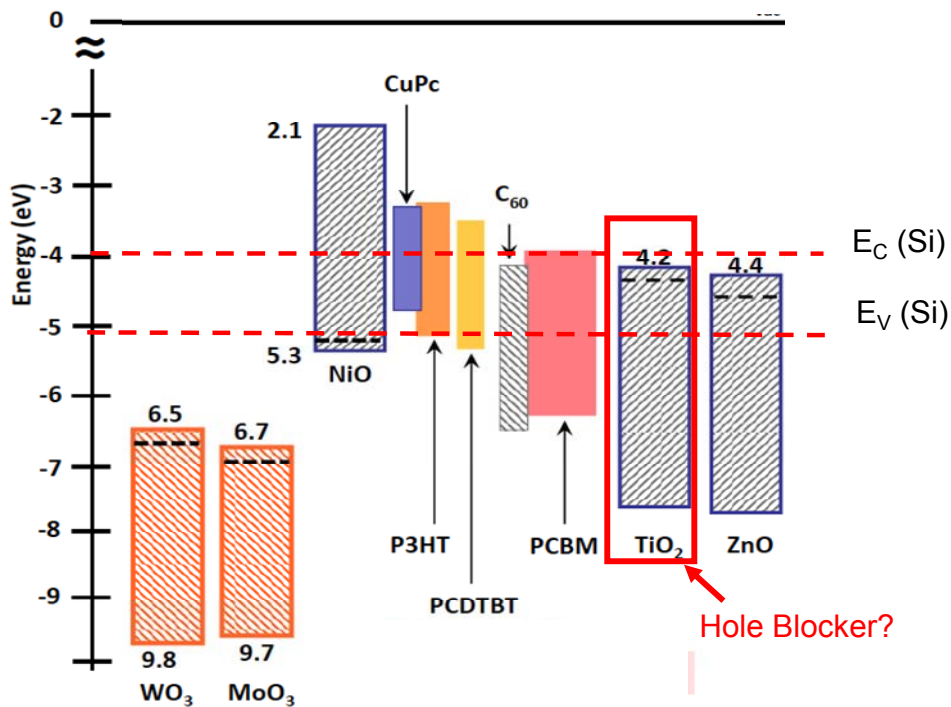 0
CuPc
-2
2.1
-3
C60
Energy (eV)
-4
4.2
EC (Si)
4.4
-5
EV (Si)
5.3
NiO
-6
6.5
6.7
-7
-8
P3HT
PCBM
TiO2
ZnO
PCDTBT
-9
Hole Blocker?
9.8
9.7
WO3
MoO3